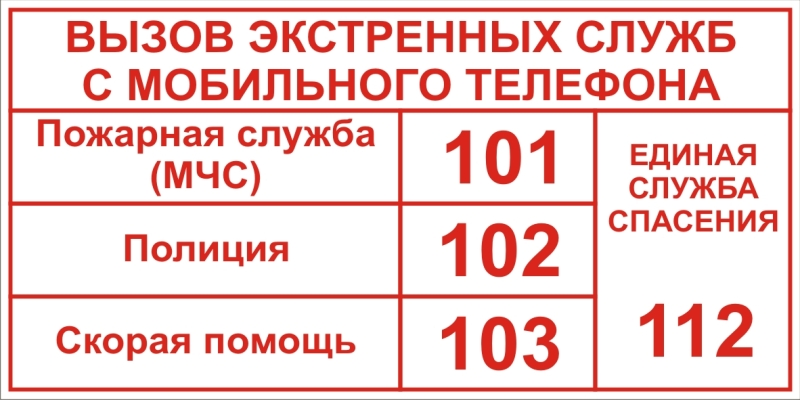 ВЫЗОВ ЭКСТРЕННЫХ СЛУЖБ
С МОБИЛЬНОГО ТЕЛЕФОНА
Пожарная служба
(МЧС)
101
Полиция
102
Скорая помощь
103
ЕДИНАЯ
СЛУЖБА
СПАСЕНИЯ
112